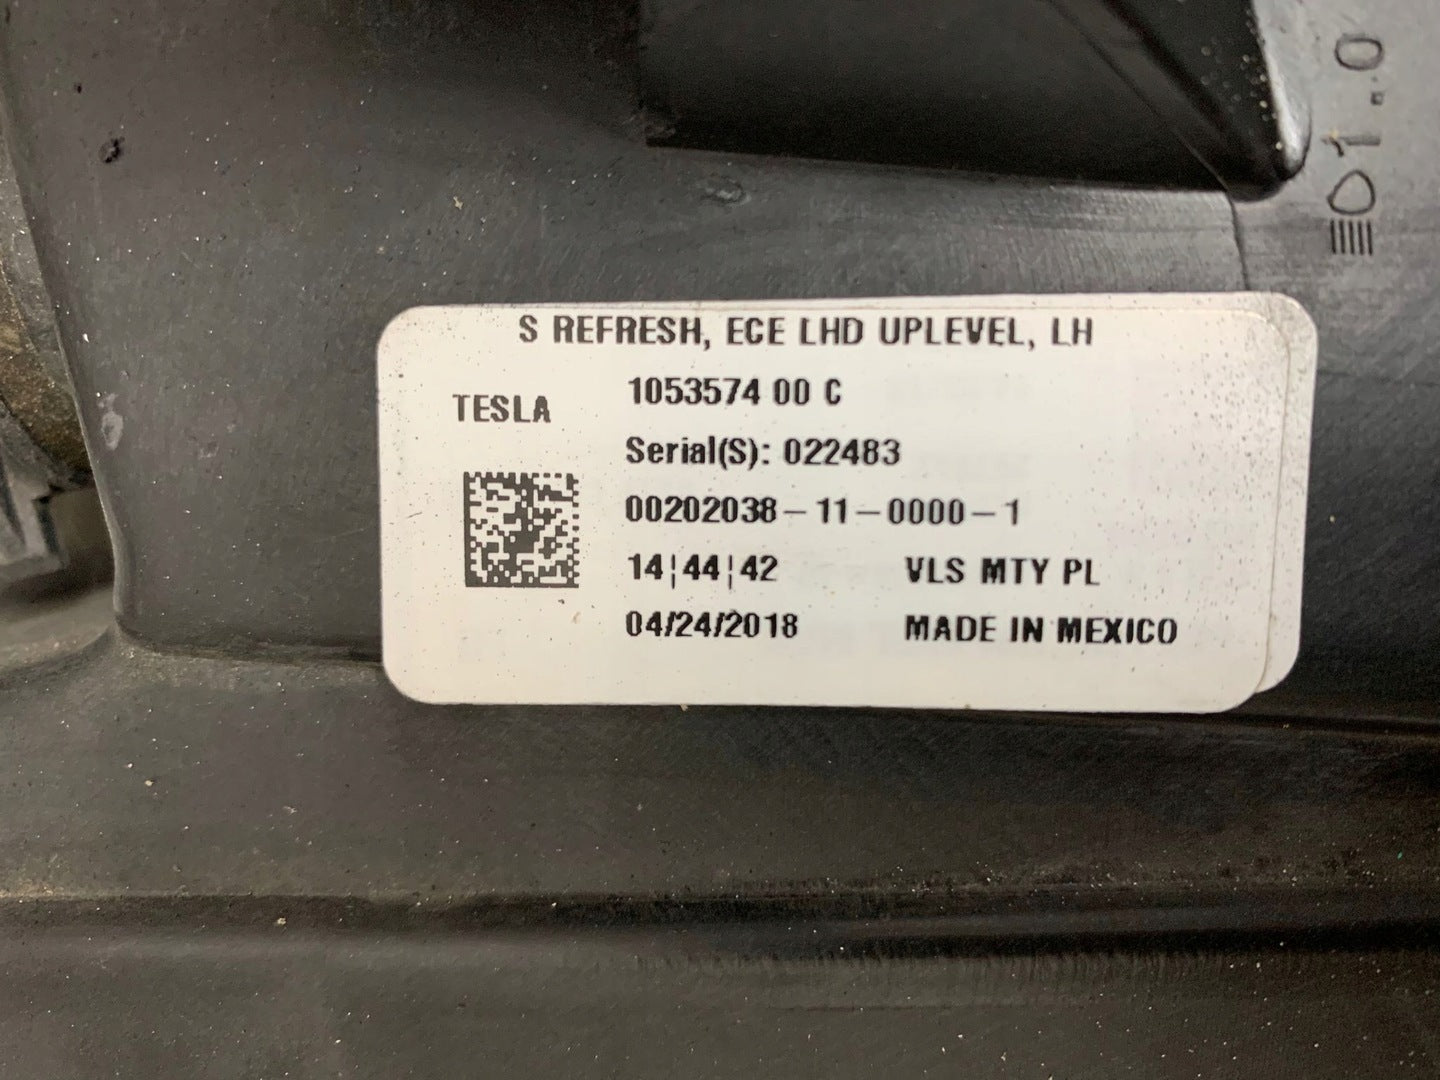 S REFRESH, ECE LHD UPLEVEL, LH
TESLA
1053574 00 C
Serial(S): 022483
00202038-11-0000-1
14¦44¦42 VLS MTY PL
04/24/2018 MADE IN MEXICO